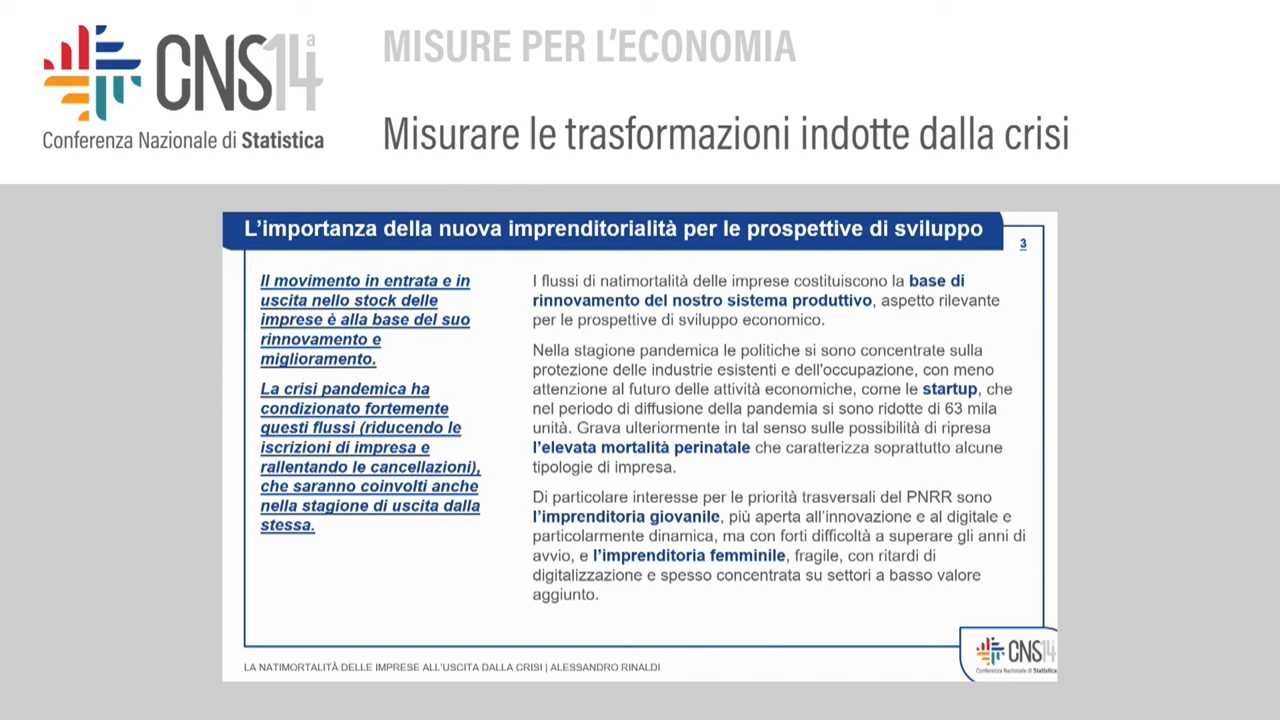 CNS14a
Conferenza Nazionale di Statistica
MISURE PER L'ECONOMIA
Misurare le trasformazioni indotte dalla crisi
L'importanza della nuova imprenditorialità per le prospettive di sviluppo
3
Il movimento in entrata e in
uscita nello stock delle
imprese è alla base del suo
rinnovamento e
miglioramento.
La crisi pandemica ha
condizionato fortemente
questi flussi (riducendo le
iscrizioni di impresa e
rallentando le cancellazioni),
che saranno coinvolti anche
nella stagione di uscita dalla
stessa.
I flussi di natimortalità delle imprese costituiscono la base di
rinnovamento del nostro sistema produttivo, aspetto rilevante
per le prospettive di sviluppo economico.
Nella stagione pandemica le politiche si sono concentrate sulla
protezione delle industrie esistenti e dell'occupazione, con meno
attenzione al futuro delle attività economiche, come le startup, che
nel periodo di diffusione della pandemia si sono ridotte di 63 mila
unità. Grava ulteriormente in tal senso sulle possibilità di ripresa
l'elevata mortalità perinatale che caratterizza soprattutto alcune
tipologie di impresa.
Di particolare interesse per le priorità trasversali del PNRR sono
l'imprenditoria giovanile, più aperta all'innovazione e al digitale e
particolarmente dinamica, ma con forti difficoltà a superare gli anni di
avvio, e l'imprenditoria femminile, fragile, con ritardi di
digitalizzazione e spesso concentrata su settori a basso valore
aggiunto.
LA NATIMORTALITÀ DELLE IMPRESE ALL'USCITA DALLA CRISI | ALESSANDRO RINALDI
CNS14
Conferenza Nazionale di Statistica